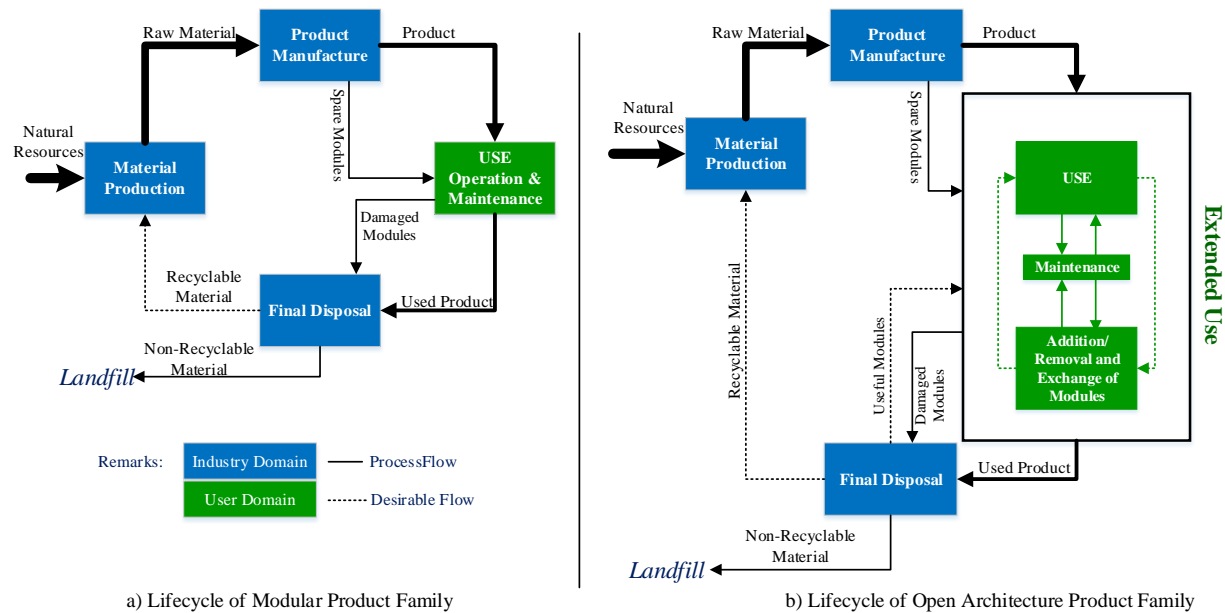 Raw Material
Product
Manufacture
Product
Spare Modules
Natural
Resources
Material
Production
USE
Operation &
Maintenance
Damaged
Modules
Recyclable
Material
Final Disposal
Used Product
Non-Recyclable
Material
Landfill
Remarks:
Industry Domain
ProcessFlow
User Domain
Desirable Flow
a) Lifecycle of Modular Product Family
Raw Material
Product
Manufacture
Product
Spare Modules
Natural
Resources
Material
Production
USE
Maintenance
Addition/
Removal and
Exchange of
Modules
Extended Use
Recyclable Material
Useful Modules
Damaged
Modules
Final Disposal
Used Product
Non-Recyclable
Material
Landfill
b) Lifecycle of Open Architecture Product Family